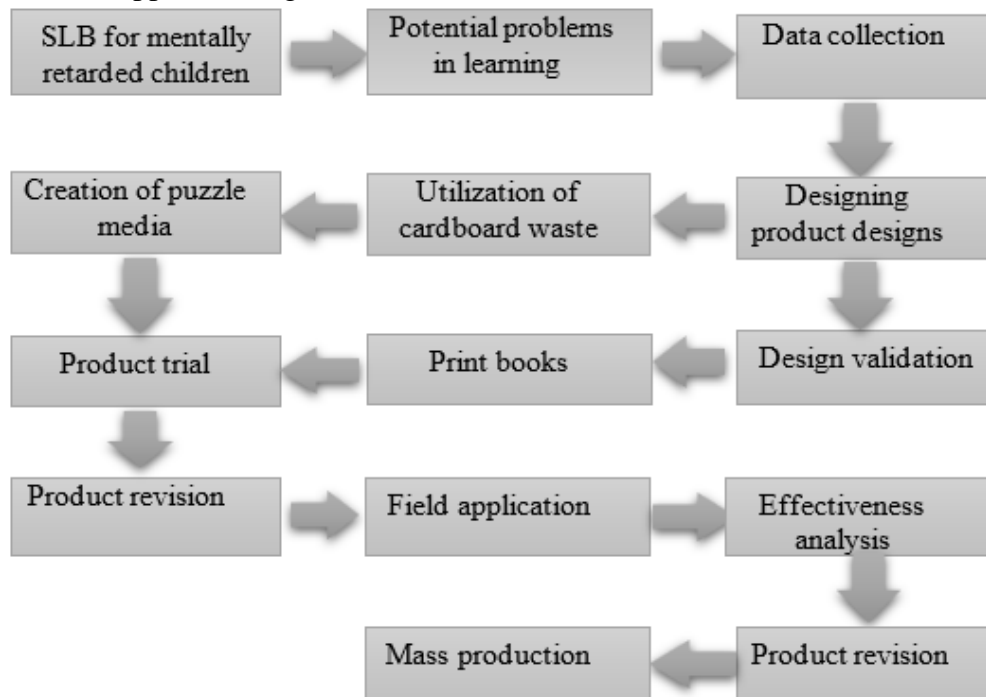 SLB for mentally
retarded children
Potential problems
in learning
Data collection
Creation of puzzle
media
Utilization of
cardboard waste
Designing
product designs
Product trial
Print books
Design validation
Product revision
Field application
Effectiveness
analysis
Mass production
Product revision